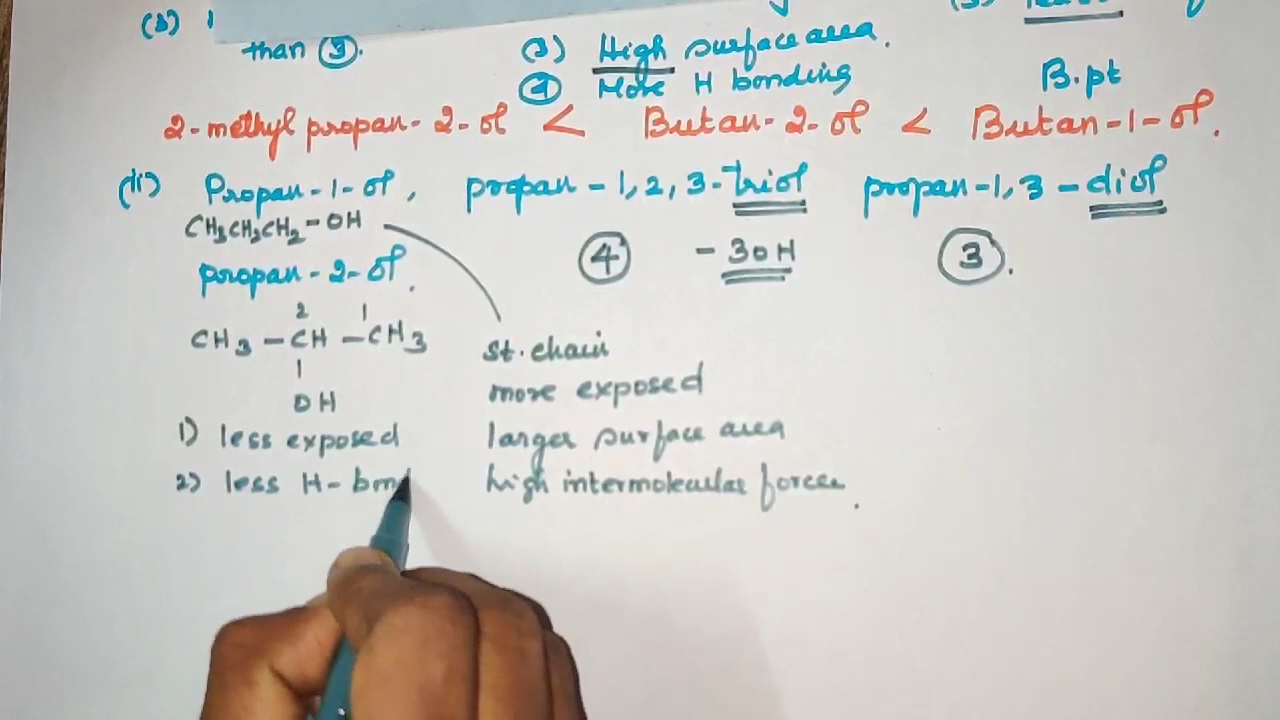 (3)
than ③.
(3) High surface area.
④ More H bonding
B.pt
2-methyl propan-2-ol < Butan-2-ol < Butan-1-ol.
(ii) Propan-1-ol, propan-1,2,3-triol propan-1,3-diol
CH3CH2CH2-OH
④ -3OH ③.
propan-2-ol.
2 1
CH3-CH-CH3
OH
st. chain
more exposed
1) less exposed larger surface area
2) less H-bond high intermolecular forces.